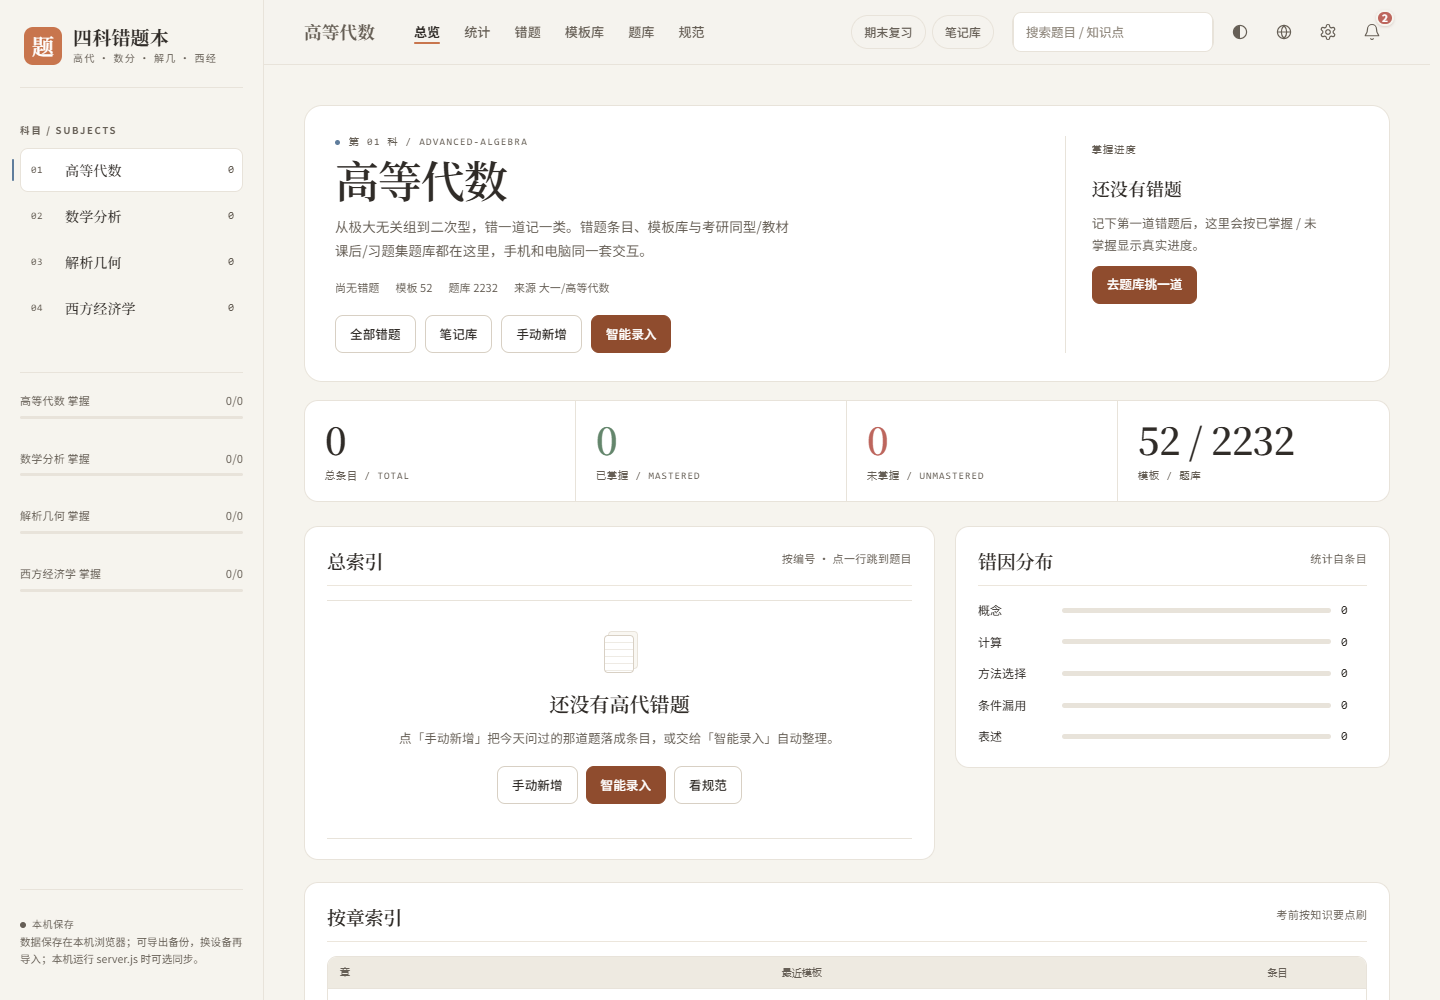 题
四科错题本
高代 · 数分 · 解几 · 西经
科目 / SUBJECTS
01 高等代数 0
02 数学分析 0
03 解析几何 0
04 西方经济学 0
高等代数 掌握 0/0
数学分析 掌握 0/0
解析几何 掌握 0/0
西方经济学 掌握 0/0
本机保存
数据保存在本机浏览器；可导出备份，换设备再
导入；本机运行 server.js 时可选同步。
高等代数 总览 统计 错题 模板库 题库 规范 期末复习 笔记库 搜索题目 / 知识点 2
第 01 科 / ADVANCED-ALGEBRA
高等代数
从极大无关组到二次型，错一道记一类。错题条目、模板库与考研同型/教材
课后/习题集题库都在这里，手机和电脑同一套交互。
尚无错题 模板 52 题库 2232 来源 大一/高等代数
全部错题 笔记库 手动新增 智能录入
掌握进度
还没有错题
记下第一道错题后，这里会按已掌握 / 未
掌握显示真实进度。
去题库挑一道
0
总条目 / TOTAL
0
已掌握 / MASTERED
0
未掌握 / UNMASTERED
52 / 2232
模板 / 题库
总索引 按编号 · 点一行跳到题目
还没有高代错题
点「手动新增」把今天问过的那道题落成条目，或交给「智能录入」自动整理。
手动新增 智能录入 看规范
错因分布 统计自条目
概念 0
计算 0
方法选择 0
条件漏用 0
表述 0
按章索引 考前按知识要点刷
章 最近模板 条目